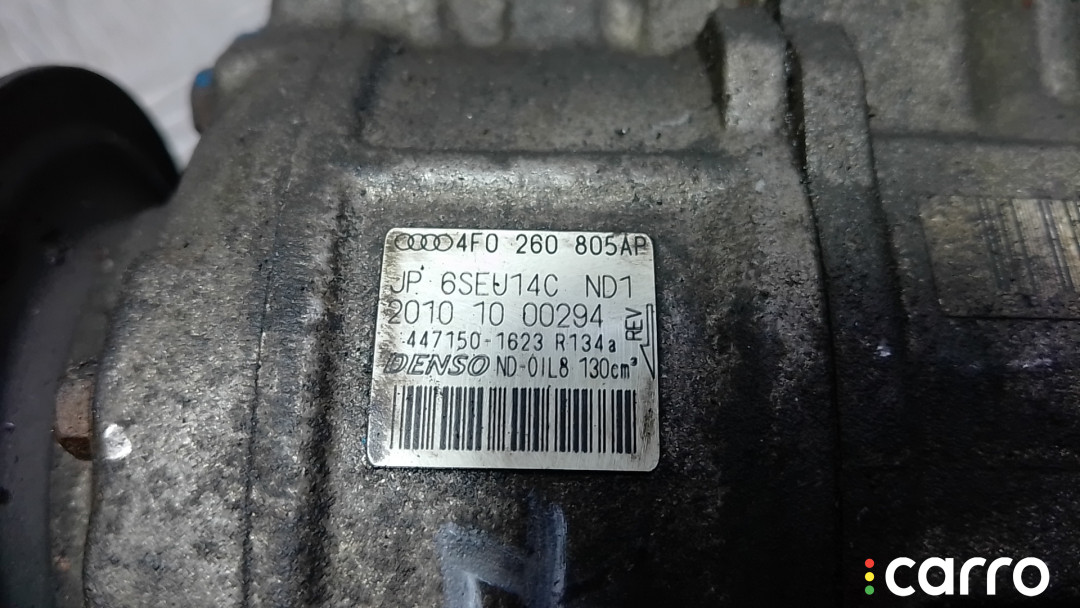 4F0 260 805AP
JP 6SEU14C ND1
2010 10 00294
REV
447150-1623 R134a
DENSO ND-OIL8 130cm³
carro